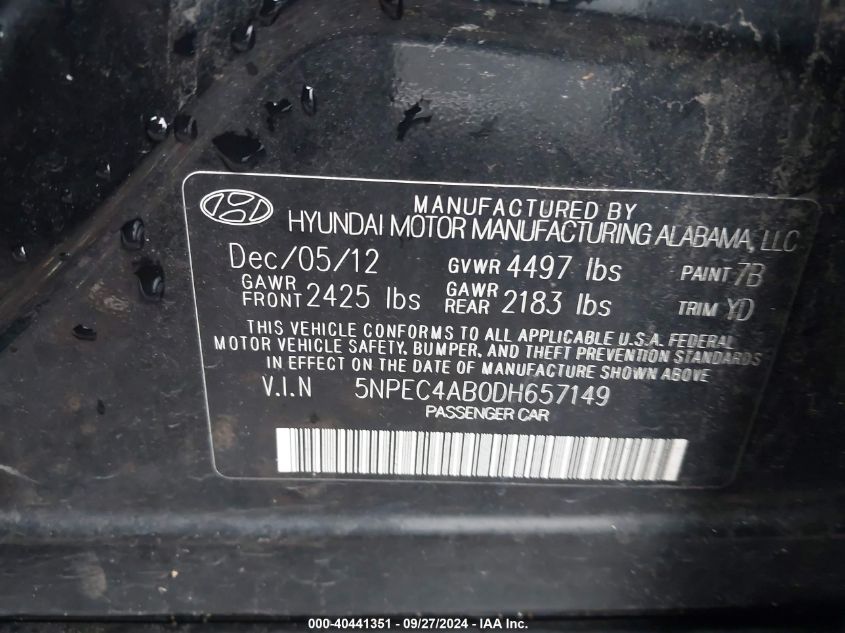 MANUFACTURED BY
HYUNDAI MOTOR MANUFACTURING ALABAMA, LLC
Dec/05/12 GVWR 4497 lbs PAINT 7B
GAWR FRONT 2425 lbs GAWR REAR 2183 lbs TRIM YD
THIS VEHICLE CONFORMS TO ALL APPLICABLE U.S.A. FEDERAL
MOTOR VEHICLE SAFETY, BUMPER, AND THEFT PREVENTION STANDARDS
IN EFFECT ON THE DATE OF MANUFACTURE SHOWN ABOVE
V.I.N 5NPEC4AB0DH657149
PASSENGER CAR
000-40441351 - 09/27/2024 - IAA Inc.